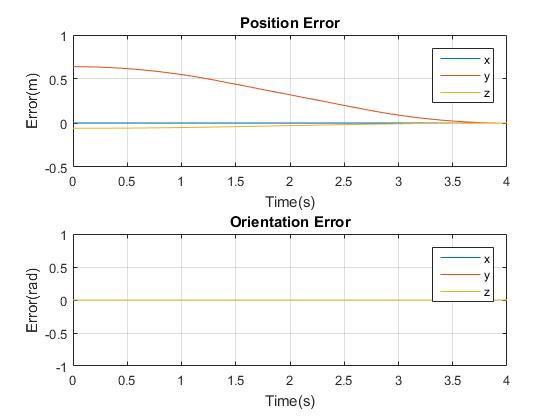 Position Error
1
0.5
0
-0.5
Error(m)
x
y
z
0 0.5 1 1.5 2 2.5 3 3.5 4
Time(s)
Orientation Error
1
0.5
0
-0.5
-1
Error(rad)
x
y
z
0 0.5 1 1.5 2 2.5 3 3.5 4
Time(s)